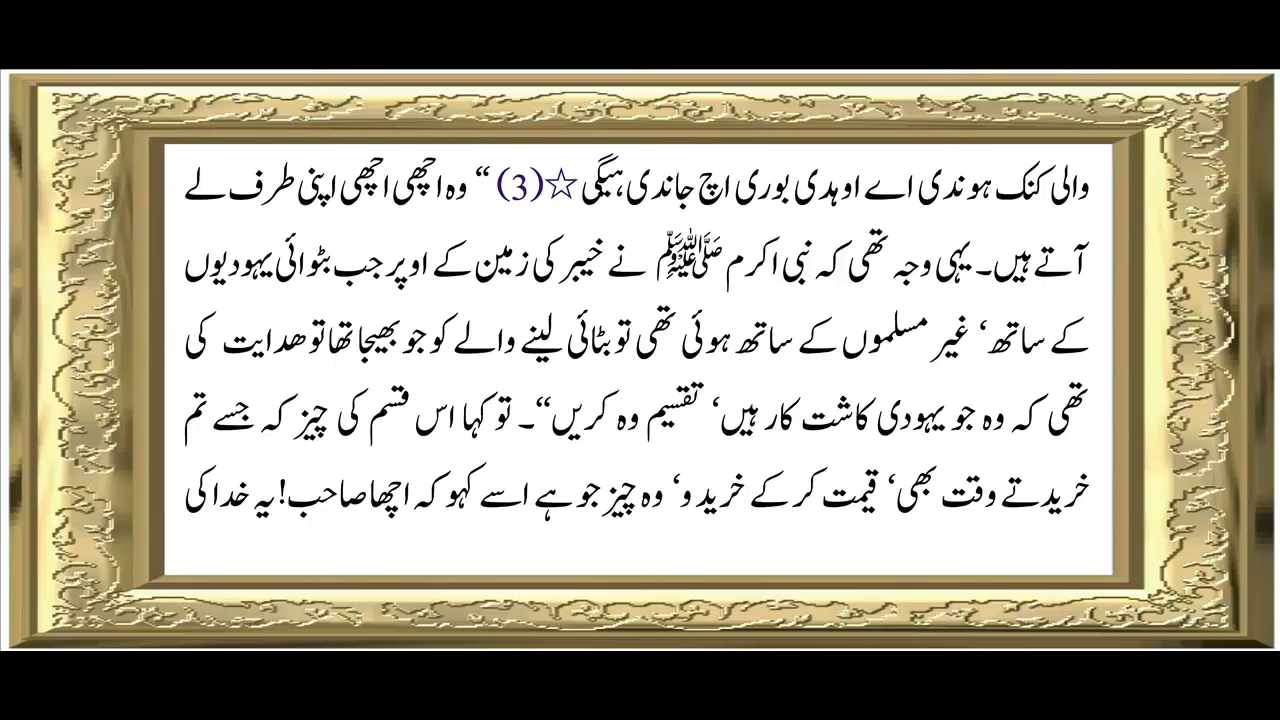 والی کنک ہوندی اے اوہدی بوری اچ جاندی ہیگی☆(3) “ وہ اچھی اچھی اپنی طرف لے
آتے ہیں۔ یہی وجہ تھی کہ نبی اکرم ﷺ نے خیبر کی زمین کے اوپر جب بٹوائی یہودیوں
کے ساتھ‘ غیر مسلموں کے ساتھ ہوئی تھی تو بٹائی لینے والے کو جو بھیجا تھا تو ھدایت کی
تھی کہ وہ جو یہودی کاشت کار ہیں‘ تقسیم وہ کریں“۔ تو کہا اس قسم کی چیز کہ جسے تم
خریدتے وقت بھی‘ قیمت کر کے خریدو‘ وہ چیز جو ہے اسے کہو کہ اچھا صاحب! یہ خدا کی